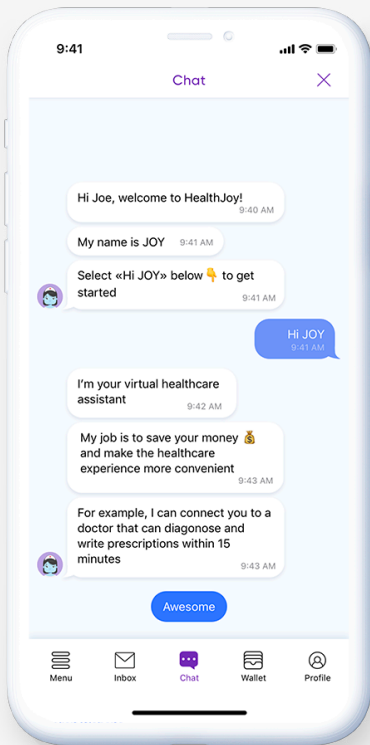 9:41
Chat
Hi Joe, welcome to HealthJoy!
9:40 AM
My name is JOY 9:41 AM
Select «Hi JOY» below 👇 to get
started
9:41 AM
Hi JOY
9:41 AM
I'm your virtual healthcare
assistant
9:42 AM
My job is to save your money 💰
and make the healthcare
experience more convenient
9:43 AM
For example, I can connect you to a
doctor that can diagonose and
write prescriptions within 15
minutes
9:43 AM
Awesome
Menu Inbox Chat Wallet Profile